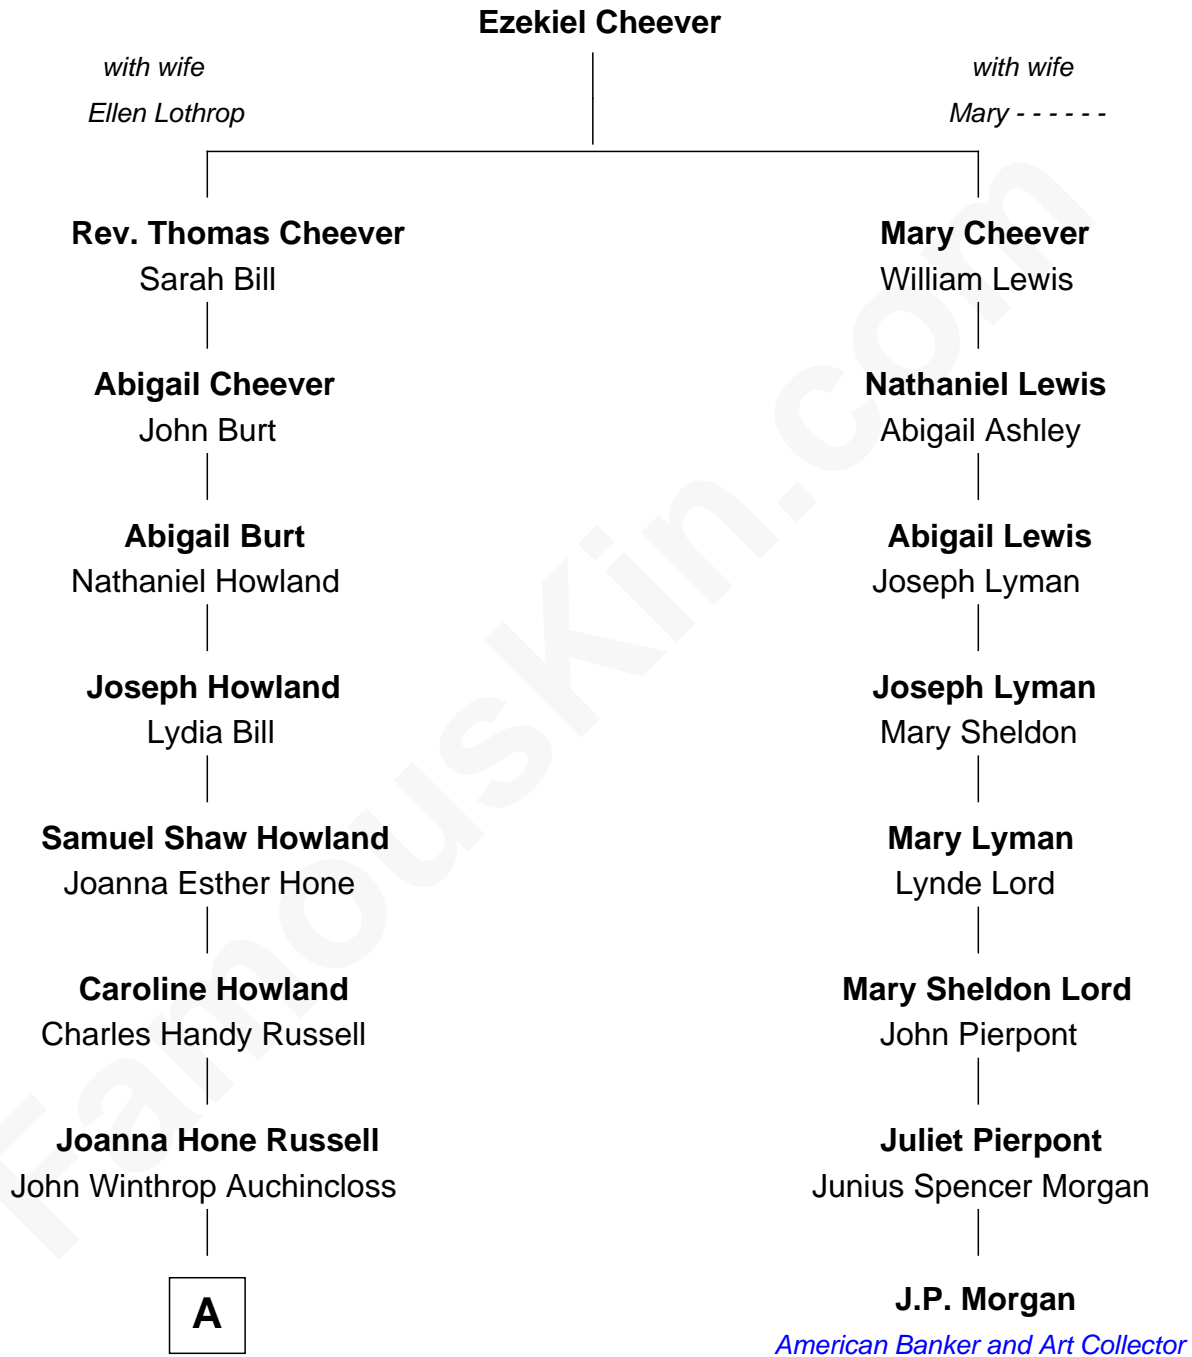 Ezekiel Cheever
with wife
Ellen Lothrop
with wife
Mary - - - - - -
Rev. Thomas Cheever
Sarah Bill
Mary Cheever
William Lewis
Abigail Cheever
John Burt
Nathaniel Lewis
Abigail Ashley
Abigail Burt
Nathaniel Howland
Abigail Lewis
Joseph Lyman
Joseph Howland
Lydia Bill
Joseph Lyman
Mary Sheldon
Samuel Shaw Howland
Joanna Esther Hone
Mary Lyman
Lynde Lord
Caroline Howland
Charles Handy Russell
Mary Sheldon Lord
John Pierpont
Joanna Hone Russell
John Winthrop Auchincloss
Juliet Pierpont
Junius Spencer Morgan
A
J.P. Morgan
American Banker and Art Collector
FamousKin.com